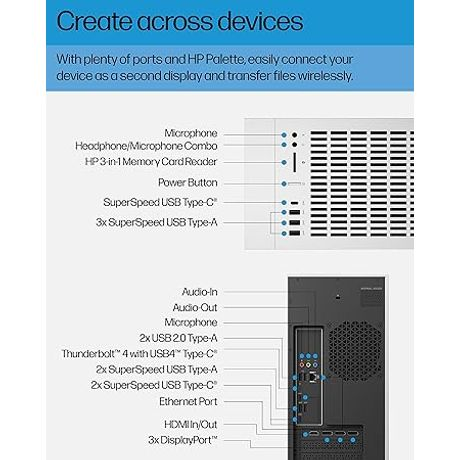 Create across devices
With plenty of ports and HP Palette, easily connect your
device as a second display and transfer files wirelessly.
Microphone
Headphone/Microphone Combo
HP 3-in-1 Memory Card Reader
Power Button
SuperSpeed USB Type-C®
3x SuperSpeed USB Type-A
Audio-In
Audio-Out
Microphone
2x USB 2.0 Type-A
Thunderbolt™ 4 with USB4™ Type-C®
2x SuperSpeed USB Type-A
2x SuperSpeed USB Type-C®
Ethernet Port
HDMI In/Out
3x DisplayPort™